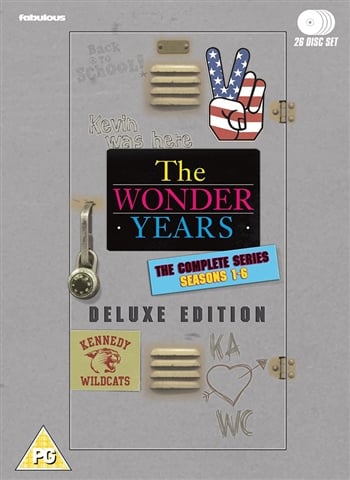 fabulous
26 DISC SET
Back
to
SCHOOL!
Kevin
was here
The
WONDER
· YEARS ·
THE COMPLETE SERIES
SEASONS 1-6
DELUXE EDITION
KENNEDY
WILDCATS
KA
WC
PG